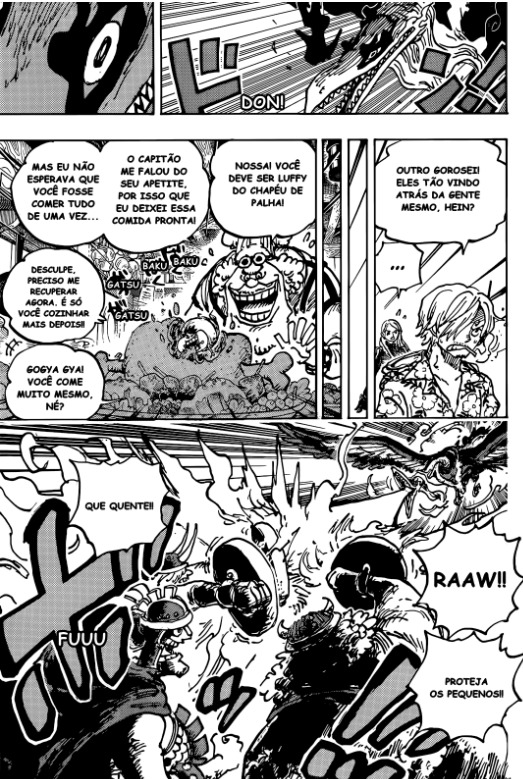 ドン
DON!
OUTRO GOROSEI!
ELES TÃO VINDO
ATRÁS DA GENTE
MESMO, HEIN?
...
NOSSA! VOCÊ
DEVE SER LUFFY
DO CHAPÉU DE
PALHA!
O CAPITÃO
ME FALOU DO
SEU APETITE,
POR ISSO QUE
EU DEIXEI ESSA
COMIDA PRONTA!
MAS EU NÃO
ESPERAVA QUE
VOCÊ FOSSE
COMER TUDO
DE UMA VEZ...
BAKU
BAKU
GATSU
GATSU
DESCULPE,
PRECISO ME
RECUPERAR
AGORA. É SÓ
VOCÊ COZINHAR
MAIS DEPOIS!!
GOGYA GYA!
VOCÊ COME
MUITO MESMO,
NÉ?
RAAW!!
QUE QUENTE!!
FUUU
PROTEJA
OS PEQUENOS!!